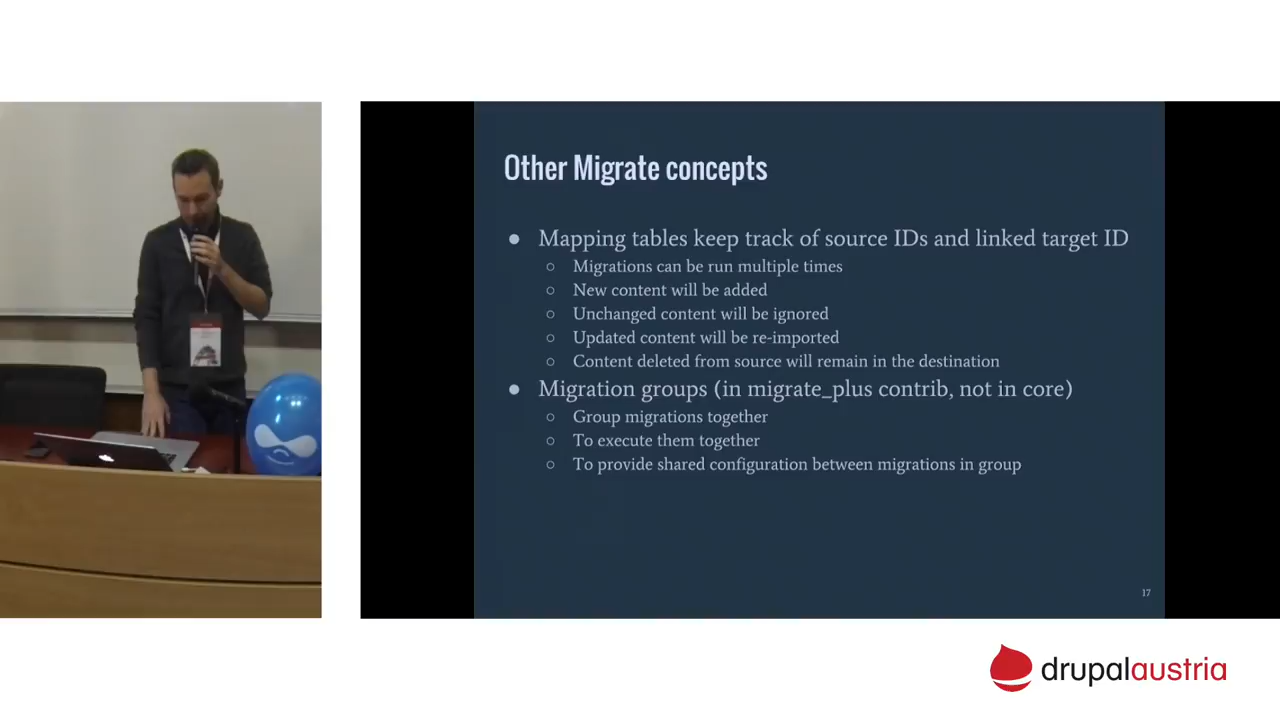 Other Migrate concepts
● Mapping tables keep track of source IDs and linked target ID
○ Migrations can be run multiple times
○ New content will be added
○ Unchanged content will be ignored
○ Updated content will be re-imported
○ Content deleted from source will remain in the destination
● Migration groups (in migrate_plus contrib, not in core)
○ Group migrations together
○ To execute them together
○ To provide shared configuration between migrations in group
17
drupalaustria